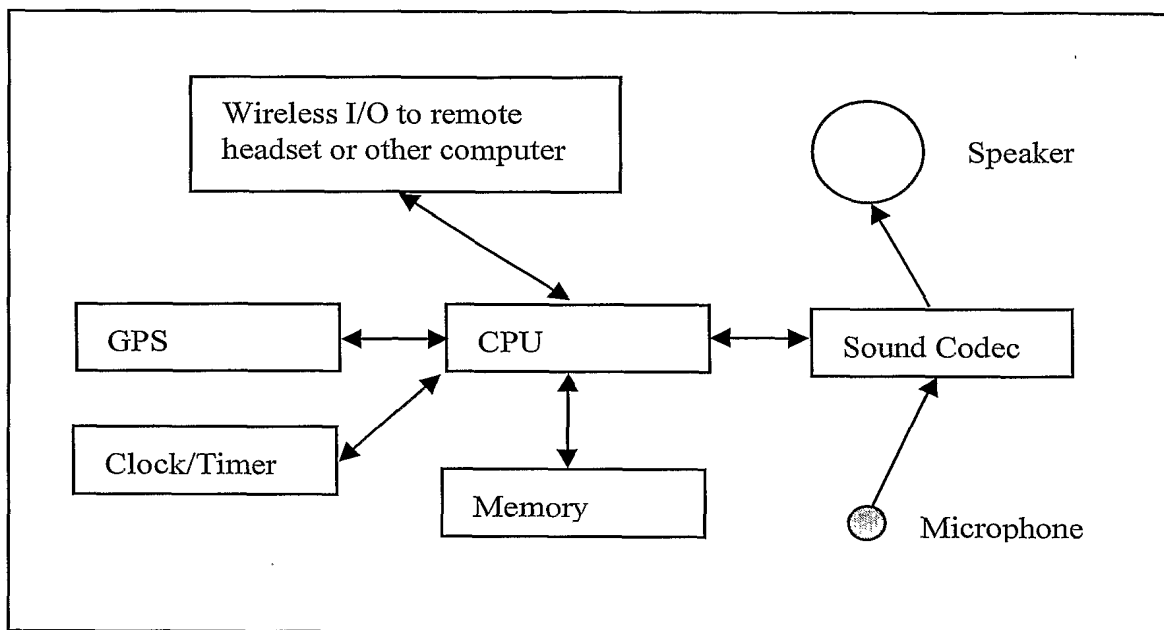 Wireless I/O to remote
headset or other computer
Speaker
GPS
CPU
Sound Codec
Clock/Timer
Memory
Microphone